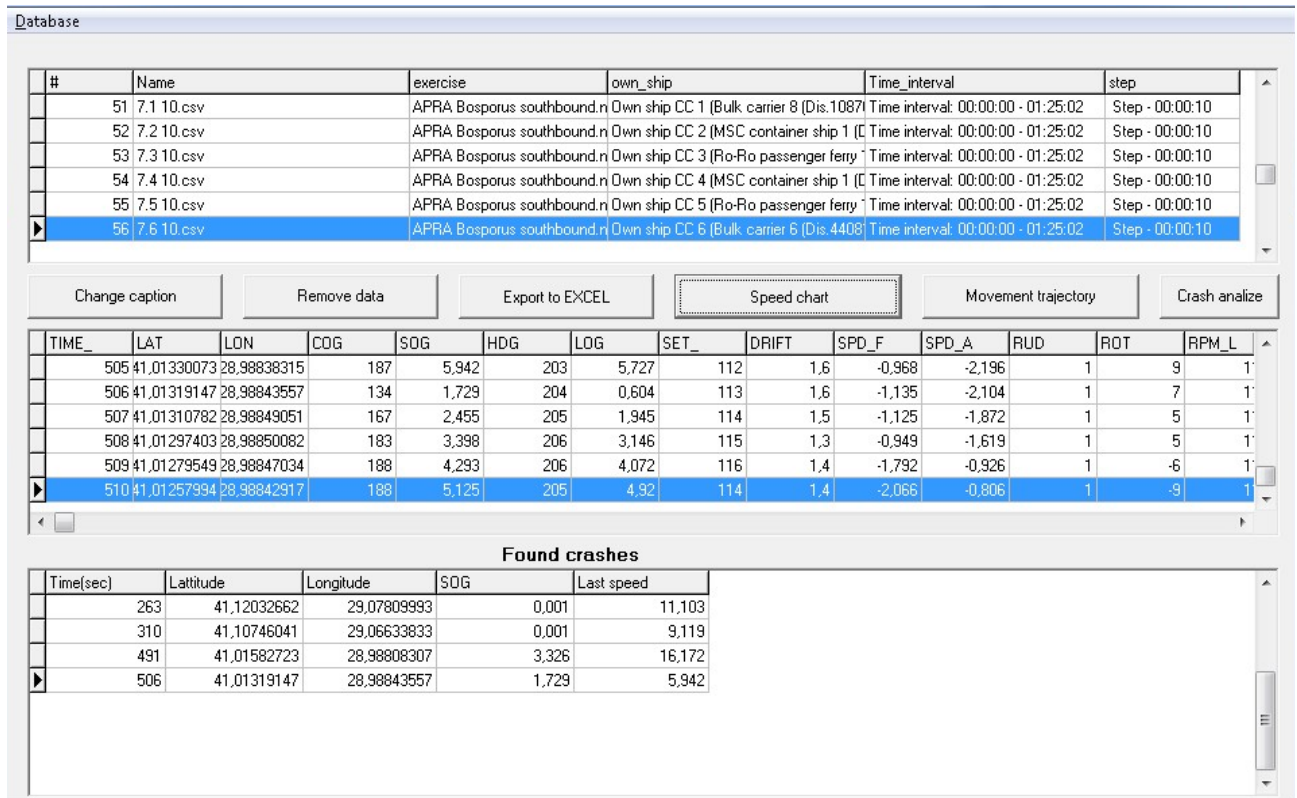 Database
# Name exercise own_ship Time_interval step
51 7.1 10.csv APRA Bosporus southbound.n Own ship CC 1 (Bulk carrier 8 (Dis.1087 Time interval: 00:00:00 - 01:25:02 Step - 00:00:10
52 7.2 10.csv APRA Bosporus southbound.n Own ship CC 2 (MSC container ship 1 (D Time interval: 00:00:00 - 01:25:02 Step - 00:00:10
53 7.3 10.csv APRA Bosporus southbound.n Own ship CC 3 (Ro-Ro passenger ferry Time interval: 00:00:00 - 01:25:02 Step - 00:00:10
54 7.4 10.csv APRA Bosporus southbound.n Own ship CC 4 (MSC container ship 1 (D Time interval: 00:00:00 - 01:25:02 Step - 00:00:10
55 7.5 10.csv APRA Bosporus southbound.n Own ship CC 5 (Ro-Ro passenger ferry Time interval: 00:00:00 - 01:25:02 Step - 00:00:10
56 7.6 10.csv APRA Bosporus southbound.n Own ship CC 6 (Bulk carrier 6 (Dis.4408 Time interval: 00:00:00 - 01:25:02 Step - 00:00:10
Change caption Remove data Export to EXCEL Speed chart Movement trajectory Crash analize
TIME_ LAT LON COG SOG HDG LOG SET_ DRIFT SPD_F SPD_A RUD ROT RPM_L
505 41,01330073 28,98838315 187 5,942 203 5,727 112 1,6 -0,968 -2,196 1 9 1
506 41,01319147 28,98843557 134 1,729 204 0,604 113 1,6 -1,135 -2,104 1 7 1
507 41,01310782 28,98849051 167 2,455 205 1,945 114 1,5 -1,125 -1,872 1 5 1
508 41,01297403 28,98850082 183 3,398 206 3,146 115 1,3 -0,949 -1,619 1 5 1
509 41,01279549 28,98847034 188 4,293 206 4,072 116 1,4 -1,792 -0,926 1 -6 1
510 41,01257994 28,98842917 188 5,125 205 4,92 114 1,4 -2,066 -0,806 1 -9 1
Found crashes
Time(sec) Lattitude Longitude SOG Last speed
263 41,12032662 29,07809993 0,001 11,103
310 41,10746041 29,06633833 0,001 9,119
491 41,01582723 28,98808307 3,326 16,172
506 41,01319147 28,98843557 1,729 5,942